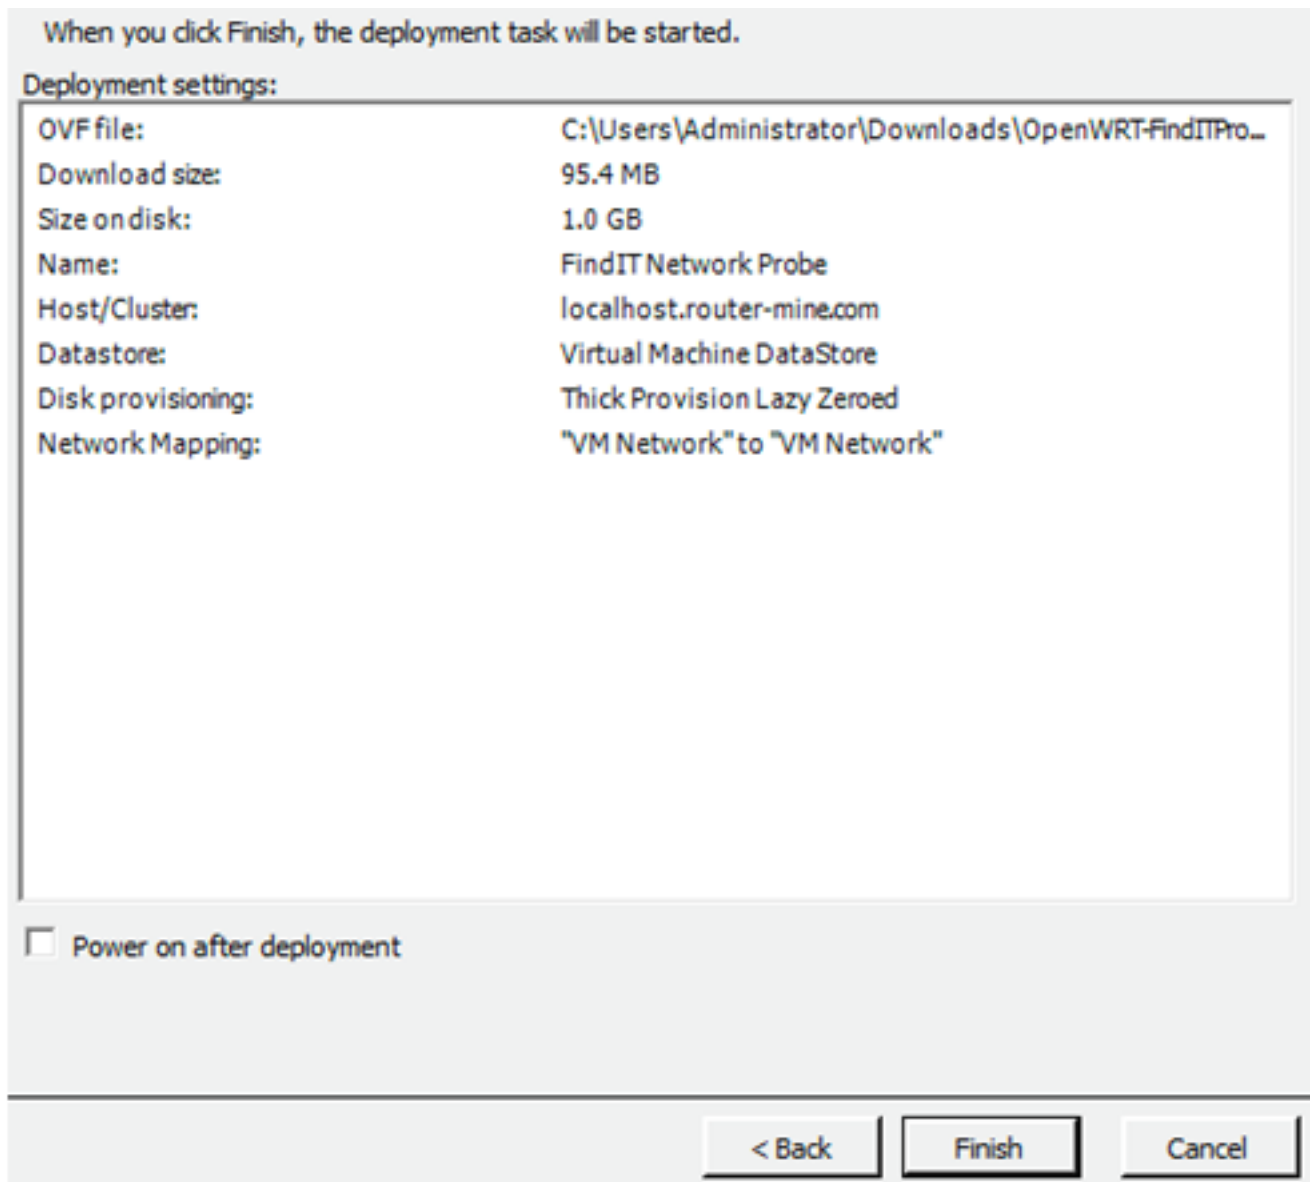 When you click Finish, the deployment task will be started.
Deployment settings:
OVF file: C:\Users\Administrator\Downloads\OpenWRT-FindITPro...
Download size: 95.4 MB
Size on disk: 1.0 GB
Name: FindIT Network Probe
Host/Cluster: localhost.router-mine.com
Datastore: Virtual Machine DataStore
Disk provisioning: Thick Provision Lazy Zeroed
Network Mapping: "VM Network" to "VM Network"
Power on after deployment
< Back Finish Cancel